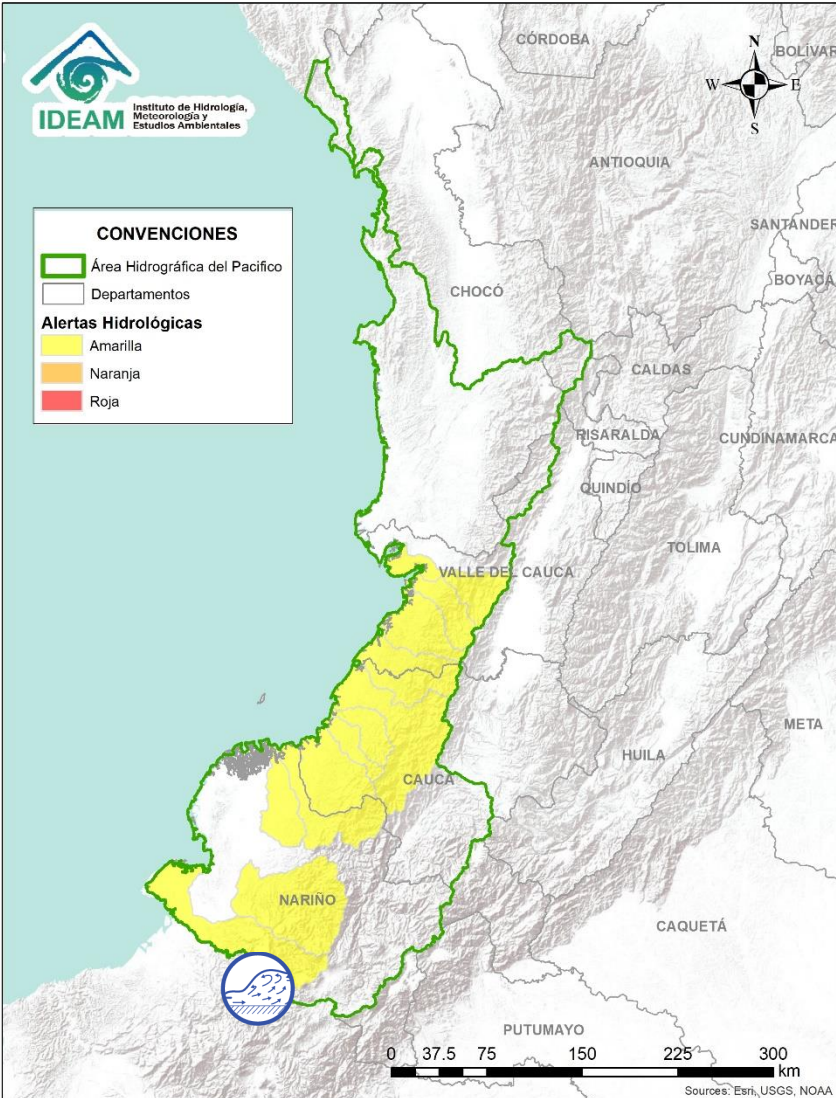 IDEAM
Instituto de Hidrología,
Meteorología y
Estudios Ambientales
CONVENCIONES
Área Hidrográfica del Pacifico
Departamentos
Alertas Hidrológicas
Amarilla
Naranja
Roja
N
W
E
S
CÓRDOBA
BOLÍVAR
ANTIOQUIA
SANTANDER
BOYACÁ
CHOCÓ
CALDAS
RISARALDA
CUNDINAMARCA
QUINDÍO
TOLIMA
VALLE DEL CAUCA
META
HUILA
CAUCA
NARIÑO
CAQUETÁ
PUTUMAYO
0 37.5 75 150 225 300
km
Sources: Esri, USGS, NOAA